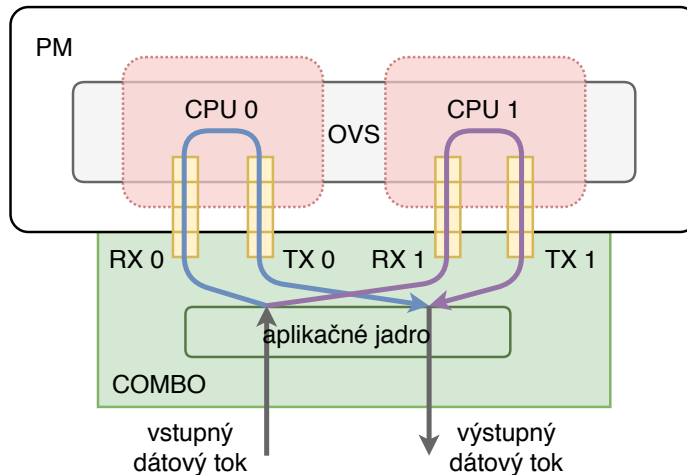 PM
CPU 0
CPU 1
OVS
RX 0
TX 0
RX 1
TX 1
aplikačné jadro
COMBO
vstupný
dátový tok
výstupný
dátový tok